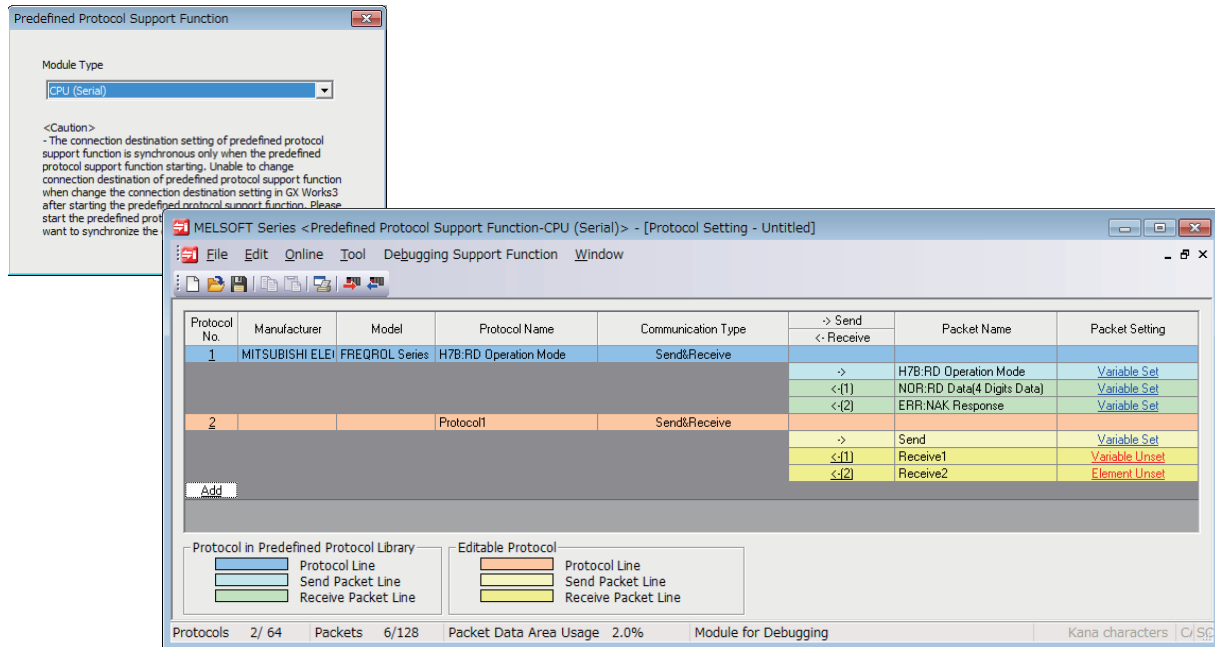 Predefined Protocol Support Function
Module Type
CPU (Serial)
<Caution>
- The connection destination setting of predefined protocol
support function is synchronous only when the predefined
protocol support function starting. Unable to change
connection destination of predefined protocol support function
when change the connection destination setting in GX Works3
after starting the predefined protocol support function. Please
start the predefined prot
want to synchronize the
MELSOFT Series <Predefined Protocol Support Function-CPU (Serial)> - [Protocol Setting - Untitled]
File Edit Online Tool Debugging Support Function Window
Protocol No. Manufacturer Model Protocol Name Communication Type -> Send <- Receive Packet Name Packet Setting
1 MITSUBISHI ELE FREQROL Series H7B:RD Operation Mode Send&Receive
-> H7B:RD Operation Mode Variable Set
<-(1) NOR:RD Data(4 Digits Data) Variable Set
<-(2) ERR:NAK Response Variable Set
2 Protocol1 Send&Receive
-> Send Variable Set
<-(1) Receive1 Variable Unset
<-(2) Receive2 Element Unset
Add
Protocol in Predefined Protocol Library
Protocol Line
Send Packet Line
Receive Packet Line
Editable Protocol
Protocol Line
Send Packet Line
Receive Packet Line
Protocols 2/ 64 Packets 6/128 Packet Data Area Usage 2.0% Module for Debugging Kana characters